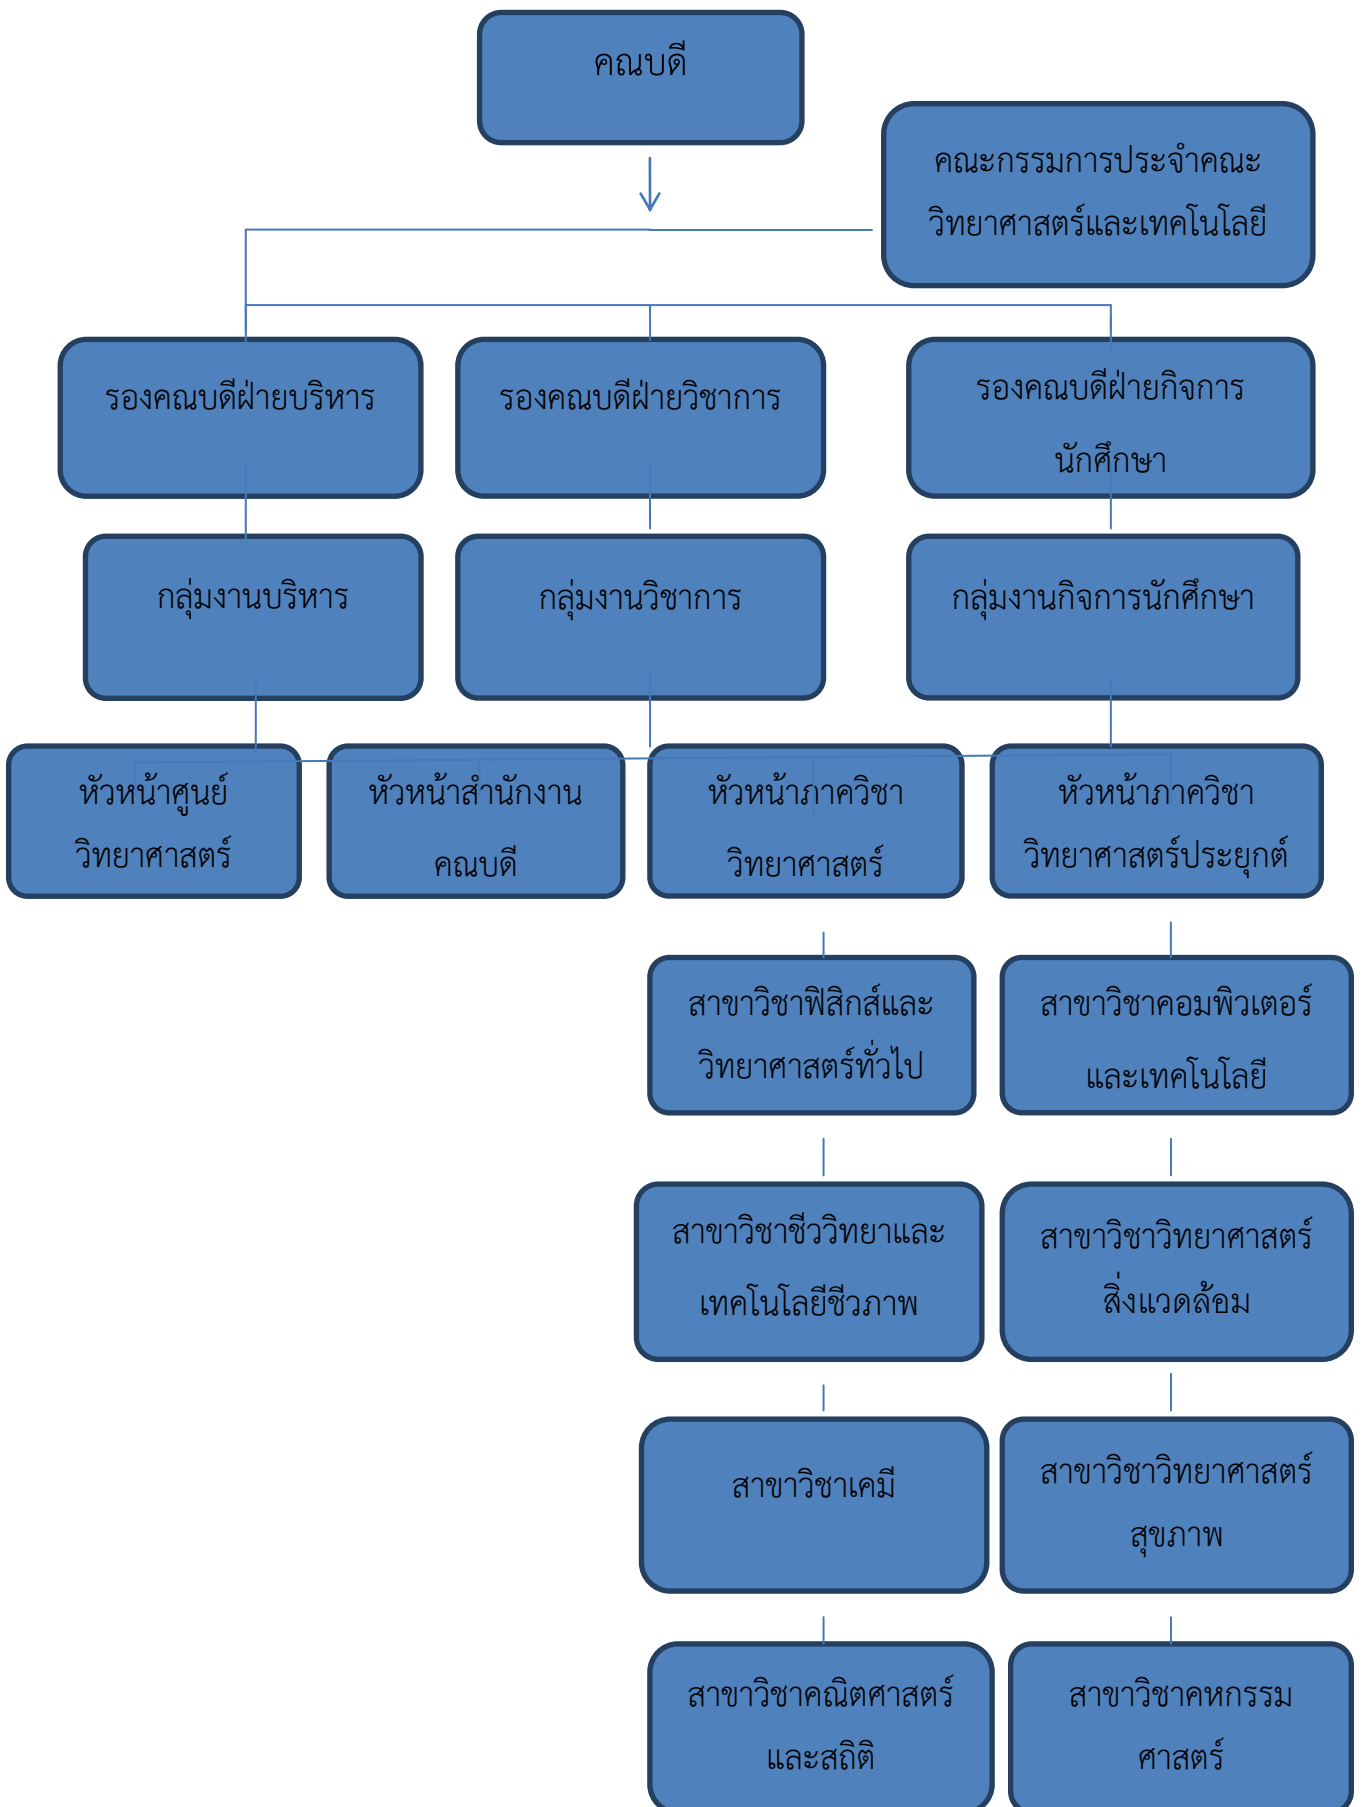 คณบดี
คณะกรรมการประจำคณะ
วิทยาศาสตร์และเทคโนโลยี
รองคณบดีฝ่ายบริหาร
รองคณบดีฝ่ายวิชาการ
รองคณบดีฝ่ายกิจการ
นักศึกษา
กลุ่มงานบริหาร
กลุ่มงานวิชาการ
กลุ่มงานกิจการนักศึกษา
หัวหน้าศูนย์
วิทยาศาสตร์
หัวหน้าสำนักงาน
คณบดี
หัวหน้าภาควิชา
วิทยาศาสตร์
หัวหน้าภาควิชา
วิทยาศาสตร์ประยุกต์
สาขาวิชาฟิสิกส์และ
วิทยาศาสตร์ทั่วไป
สาขาวิชาคอมพิวเตอร์
และเทคโนโลยี
สาขาวิชาชีววิทยาและ
เทคโนโลยีชีวภาพ
สาขาวิชาวิทยาศาสตร์
สิ่งแวดล้อม
สาขาวิชาเคมี
สาขาวิชาวิทยาศาสตร์
สุขภาพ
สาขาวิชาคณิตศาสตร์
และสถิติ
สาขาวิชาคหกรรม
ศาสตร์